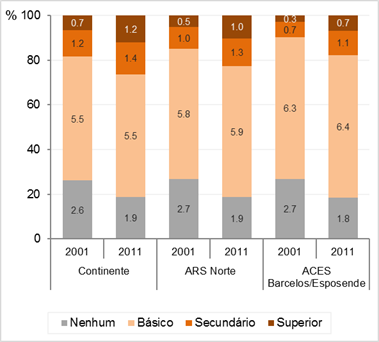 %
100
80
60
40
20
0
0.7 1.2 0.5 1.0 0.3 0.7
1.2 1.4 1.0 1.3 0.7 1.1
5.5 5.5 5.8 5.9 6.3 6.4
2.6 1.9 2.7 1.9 2.7 1.8
2001 2011 2001 2011 2001 2011
Continente ARS Norte ACES
Barcelos/Esposende
Nenhum Básico Secundário Superior